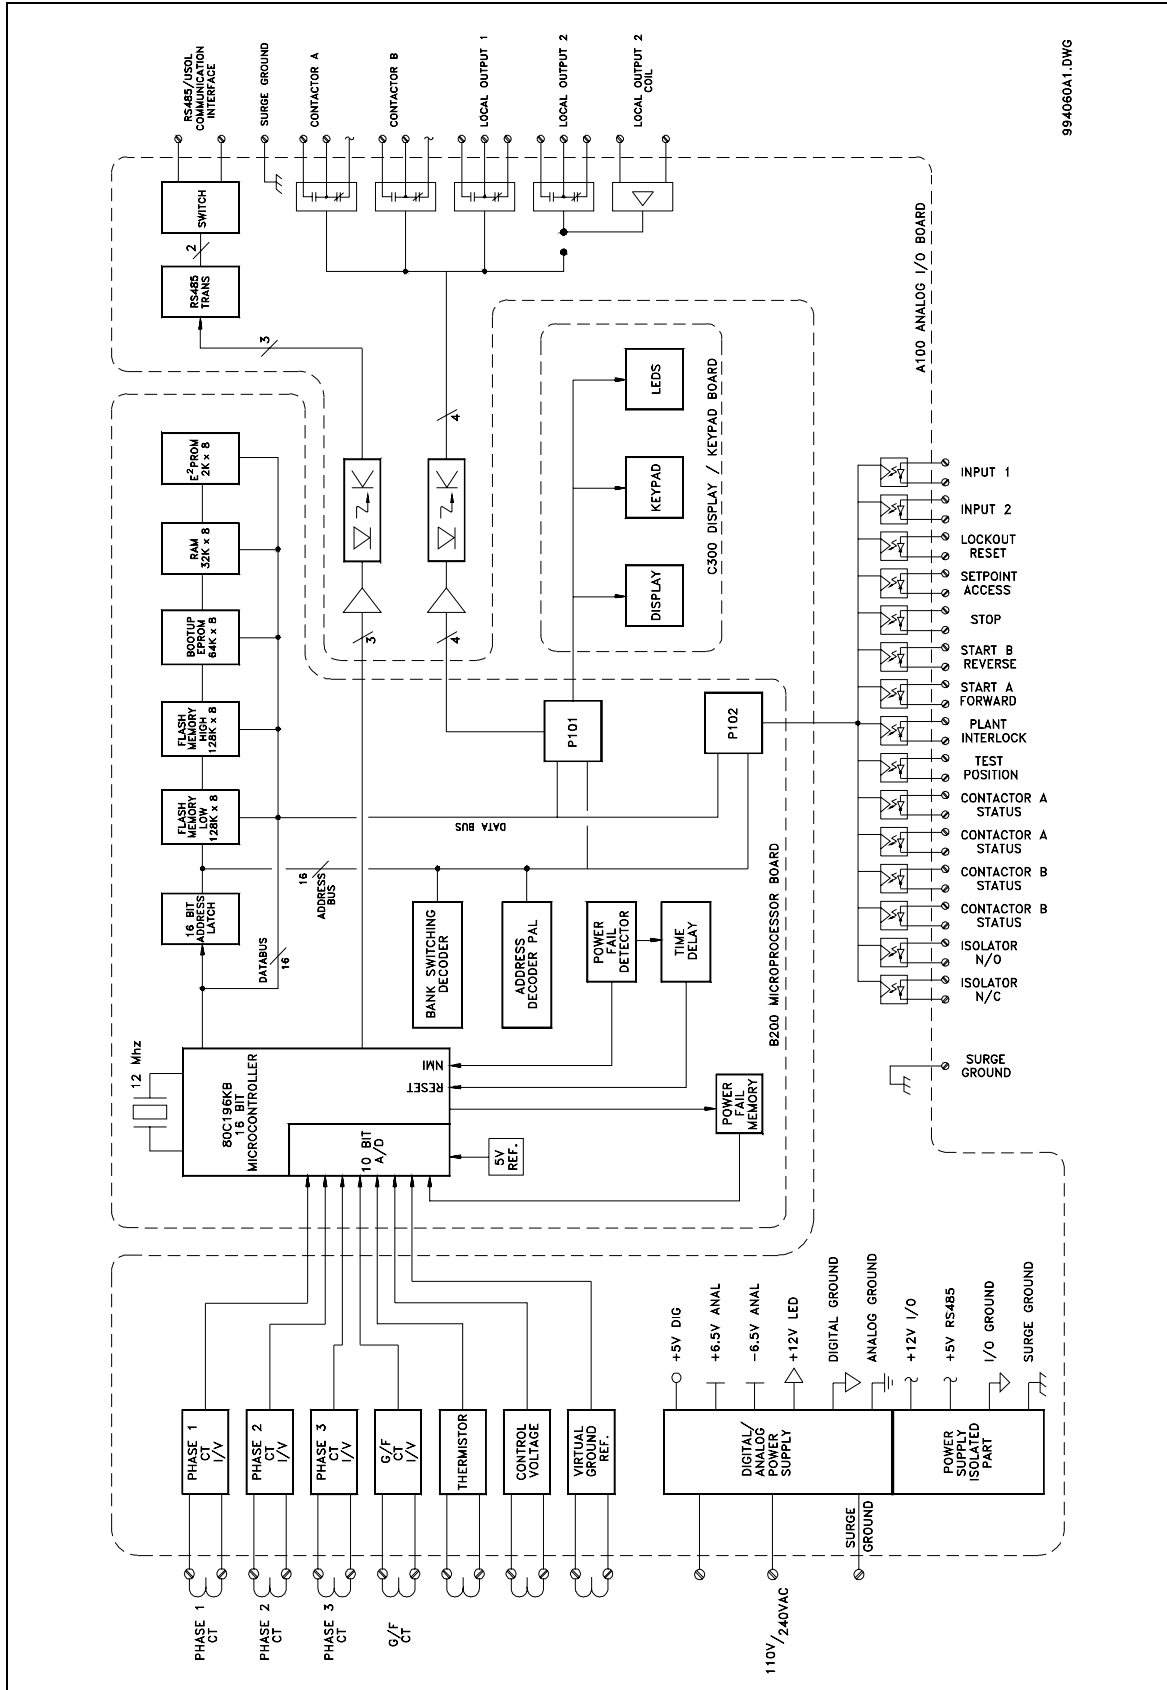 RS485/USOL
COMMUNICATION
INTERFACE
SURGE GROUND
CONTACTOR A
CONTACTOR B
LOCAL OUTPUT 1
LOCAL OUTPUT 2
LOCAL OUTPUT 2
COIL
994060A1.DWG
SWITCH
2
RS485
TRANS
3
4
A100 ANALOG I/O BOARD
E2PROM
2K x 8
RAM
32K x 8
BOOTUP
EPROM
64K x 8
FLASH
MEMORY
HIGH
128K x 8
FLASH
MEMORY
LOW
128K x 8
16 BIT
ADDRESS
LATCH
DATABUS
16
16
ADDRESS
BUS
DATA BUS
3
4
LEDS
KEYPAD
DISPLAY
C300 DISPLAY / KEYPAD BOARD
P101
P102
BANK SWITCHING
DECODER
ADDRESS
DECODER PAL
POWER
FAIL
DETECTOR
TIME
DELAY
B200 MICROPROCESSOR BOARD
12 Mhz
80C196KB
16 BIT
MICROCONTROLLER
NMI
RESET
10 BIT
A/D
5V
REF.
POWER
FAIL
MEMORY
INPUT 1
INPUT 2
LOCKOUT
RESET
SETPOINT
ACCESS
STOP
START B
REVERSE
START A
FORWARD
PLANT
INTERLOCK
TEST
POSITION
CONTACTOR A
STATUS
CONTACTOR A
STATUS
CONTACTOR B
STATUS
CONTACTOR B
STATUS
ISOLATOR
N/O
ISOLATOR
N/C
SURGE
GROUND
PHASE 1
CT
I/V
PHASE 2
CT
I/V
PHASE 3
CT
I/V
G/F
CT
I/V
THERMISTOR
CONTROL
VOLTAGE
VIRTUAL
GROUND
REF.
PHASE 1
CT
PHASE 2
CT
PHASE 3
CT
G/F
CT
+5V DIG
+6.5V ANAL
-6.5V ANAL
+12V LED
DIGITAL GROUND
ANALOG GROUND
+12V I/O
+5V RS485
I/O GROUND
SURGE GROUND
DIGITAL/
ANALOG
POWER
SUPPLY
POWER
SUPPLY
ISOLATED
PART
SURGE
GROUND
110V/240VAC